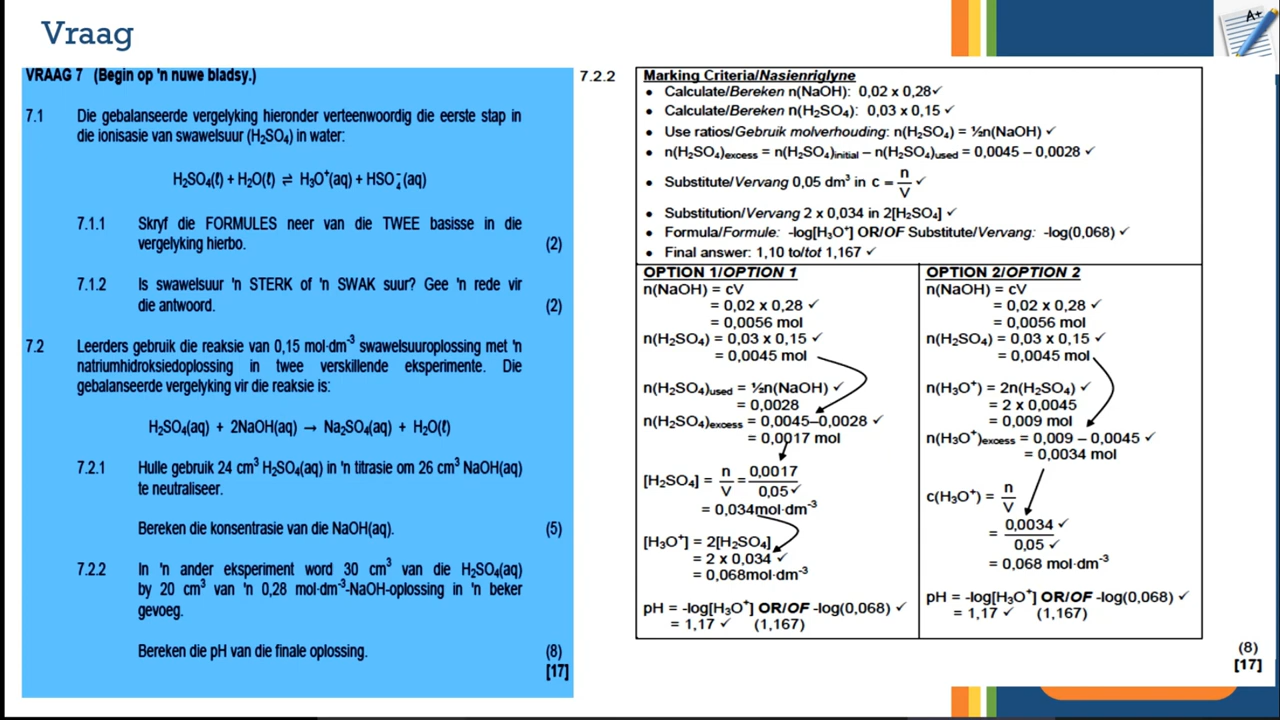 Vraag
A+
VRAAG 7 (Begin op 'n nuwe bladsy.)
7.1 Die gebalanseerde vergelyking hieronder verteenwoordig die eerste stap in
die ionisasie van swawelsuur (H₂SO₄) in water:
H₂SO₄(ℓ) + H₂O(ℓ) ⇌ H₃O⁺(aq) + HSO₄⁻(aq)
7.1.1 Skryf die FORMULES neer van die TWEE basisse in die
vergelyking hierbo. (2)
7.1.2 Is swawelsuur 'n STERK of 'n SWAK suur? Gee 'n rede vir
die antwoord. (2)
7.2 Leerders gebruik die reaksie van 0,15 mol·dm⁻³ swawelsuuroplossing met 'n
natriumhidroksiedoplossing in twee verskillende eksperimente. Die
gebalanseerde vergelyking vir die reaksie is:
H₂SO₄(aq) + 2NaOH(aq) → Na₂SO₄(aq) + H₂O(ℓ)
7.2.1 Hulle gebruik 24 cm³ H₂SO₄(aq) in 'n titrasie om 26 cm³ NaOH(aq)
te neutraliseer.
Bereken die konsentrasie van die NaOH(aq). (5)
7.2.2 In 'n ander eksperiment word 30 cm³ van die H₂SO₄(aq)
by 20 cm³ van 'n 0,28 mol·dm⁻³-NaOH-oplossing in 'n beker
gevoeg.
Bereken die pH van die finale oplossing. (8)
[17]
7.2.2
Marking Criteria/Nasienriglyne
• Calculate/Bereken n(NaOH): 0,02 x 0,28✓
• Calculate/Bereken n(H₂SO₄): 0,03 x 0,15 ✓
• Use ratios/Gebruik molverhouding: n(H₂SO₄) = ½n(NaOH) ✓
• n(H₂SO₄)excess = n(H₂SO₄)initial – n(H₂SO₄)used = 0,0045 – 0,0028 ✓
• Substitute/Vervang 0,05 dm³ in c = n/V ✓
• Substitution/Vervang 2 x 0,034 in 2[H₂SO₄] ✓
• Formula/Formule: -log[H₃O⁺] OR/OF Substitute/Vervang: -log(0,068) ✓
• Final answer: 1,10 to/tot 1,167 ✓
OPTION 1/OPTION 1
n(NaOH) = cV
= 0,02 x 0,28 ✓
= 0,0056 mol
n(H₂SO₄) = 0,03 x 0,15 ✓
= 0,0045 mol
n(H₂SO₄)used = ½n(NaOH) ✓
= 0,0028
n(H₂SO₄)excess = 0,0045–0,0028 ✓
= 0,0017 mol
[H₂SO₄] = n/V = 0,0017/0,05✓
= 0,034mol·dm⁻³
[H₃O⁺] = 2[H₂SO₄]
= 2 x 0,034 ✓
= 0,068mol·dm⁻³
pH = -log[H₃O⁺] OR/OF -log(0,068) ✓
= 1,17 ✓ (1,167)
OPTION 2/OPTION 2
n(NaOH) = cV
= 0,02 x 0,28 ✓
= 0,0056 mol
n(H₂SO₄) = 0,03 x 0,15 ✓
= 0,0045 mol
n(H₃O⁺) = 2n(H₂SO₄) ✓
= 2 x 0,0045
= 0,009 mol
n(H₃O⁺)excess = 0,009 – 0,0045 ✓
= 0,0034 mol
c(H₃O⁺) = n/V
= 0,0034 ✓/0,05 ✓
= 0,068 mol·dm⁻³
pH = -log[H₃O⁺] OR/OF -log(0,068) ✓
= 1,17 ✓ (1,167)
(8)
[17]